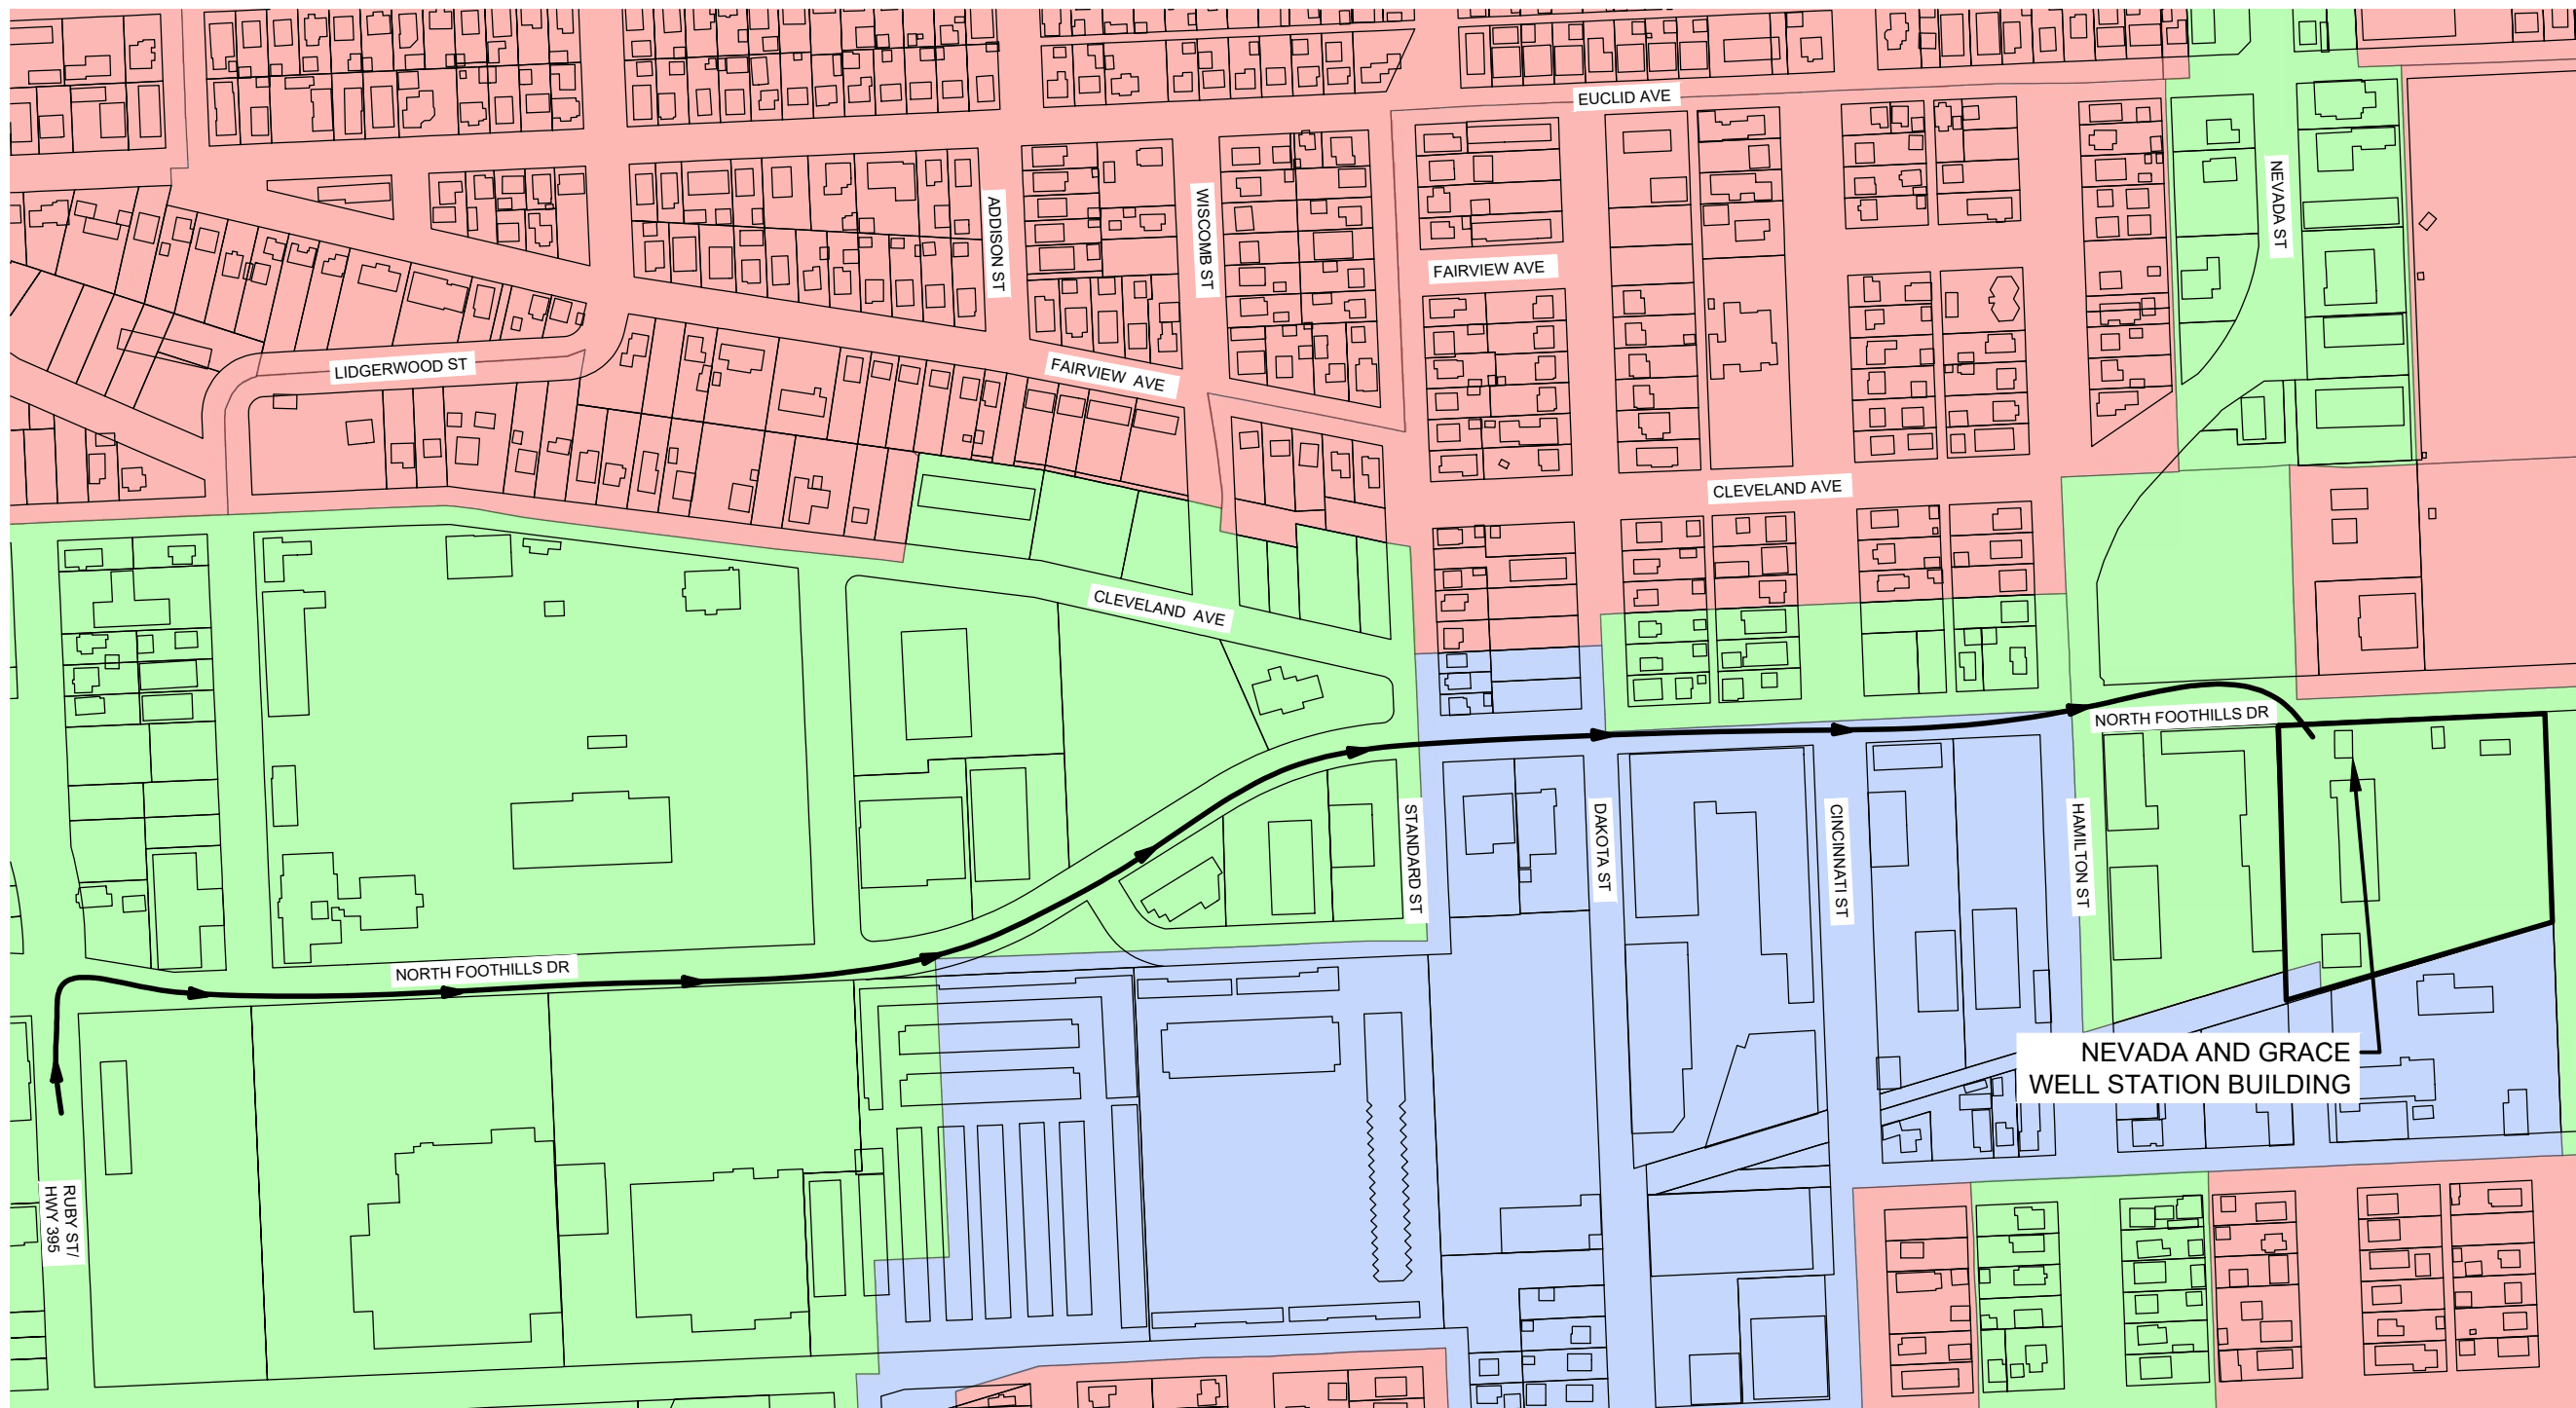 EUCLID AVE
NEVADA ST
ADDISON ST
WISCOMB ST
FAIRVIEW AVE
LIDGERWOOD ST
FAIRVIEW AVE
CLEVELAND AVE
CLEVELAND AVE
NORTH FOOTHILLS DR
STANDARD ST
DAKOTA ST
CINCINNATI ST
HAMILTON ST
NORTH FOOTHILLS DR
NEVADA AND GRACE
WELL STATION BUILDING
RUBY ST/
HWY 395